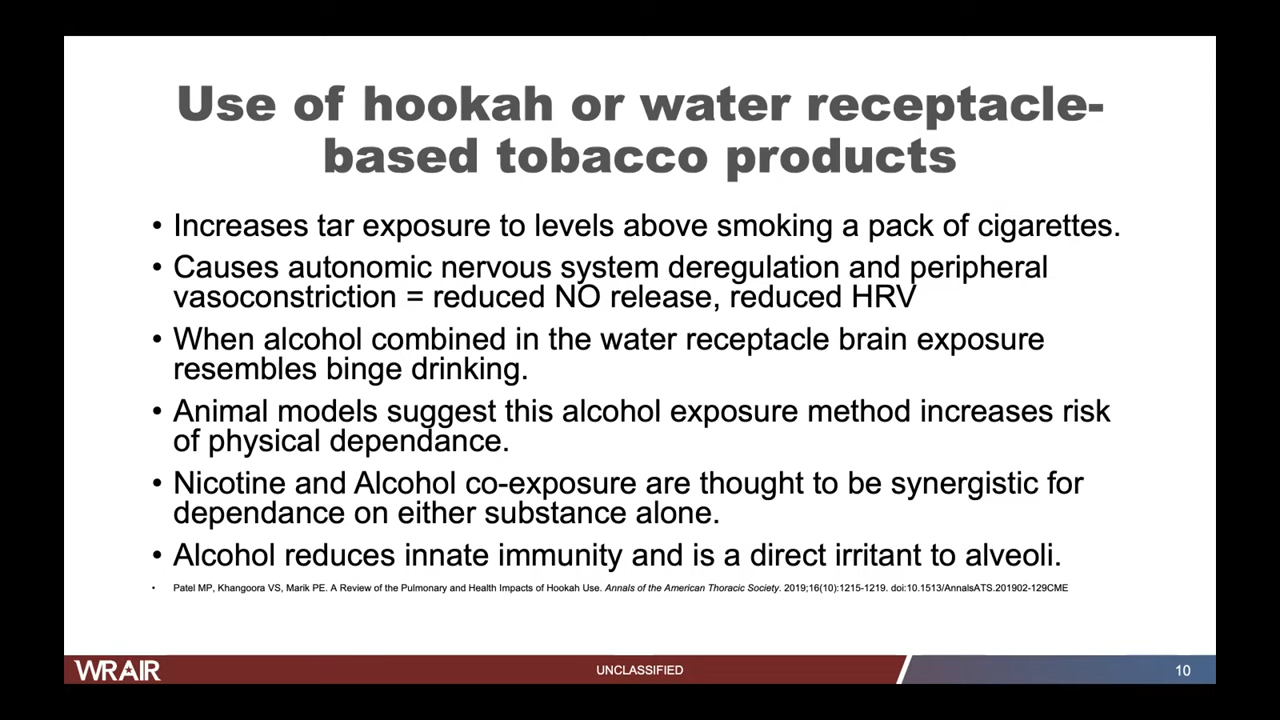 Use of hookah or water receptacle-
based tobacco products
• Increases tar exposure to levels above smoking a pack of cigarettes.
• Causes autonomic nervous system deregulation and peripheral
vasoconstriction = reduced NO release, reduced HRV
• When alcohol combined in the water receptacle brain exposure
resembles binge drinking.
• Animal models suggest this alcohol exposure method increases risk
of physical dependance.
• Nicotine and Alcohol co-exposure are thought to be synergistic for
dependance on either substance alone.
• Alcohol reduces innate immunity and is a direct irritant to alveoli.
• Patel MP, Khangoora VS, Marik PE. A Review of the Pulmonary and Health Impacts of Hookah Use. Annals of the American Thoracic Society. 2019;16(10):1215-1219. doi:10.1513/AnnalsATS.201902-129CME
WRAIR
UNCLASSIFIED
10